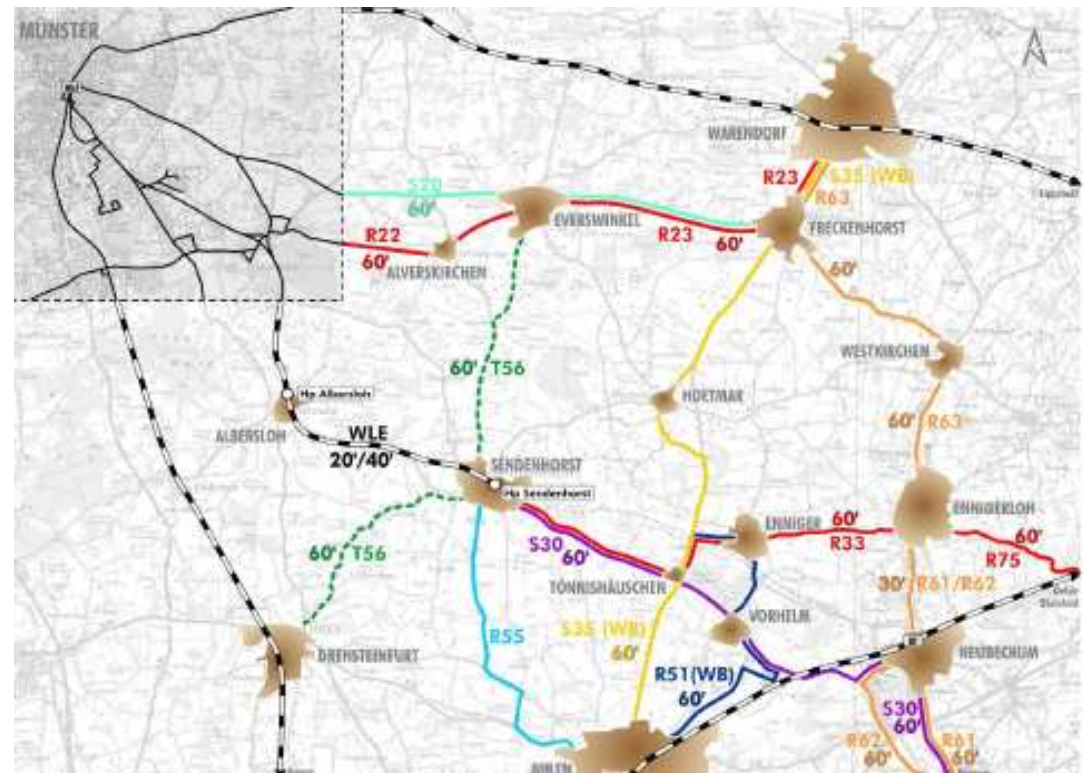 MÜNSTER
WARENDORF
S20
60'
R23
S35 (WB)
R63
EVERSWINKEL
R22
60'
ALVERSKIRCHEN
R23
60'
FRECKENHORST
60'
WESTKIRCHEN
60'
T56
HOETMAR
Hp Albersloh
ALBERSLOH
WLE
20'/40'
60'
R63
SENDENHORST
Hp Sendenhorst
ENNIGERLOH
ENNIGER
60'
R33
60'
R75
S30
60'
60'
T56
TÖNNISHÄUSCHEN
30'
R61/R62
VORHELM
DRENSTEINFURT
R55
S35 (WB)
60'
NEUBECKUM
R51(WB)
60'
S30
60'
R62
60'
R61
60'
AHLEN